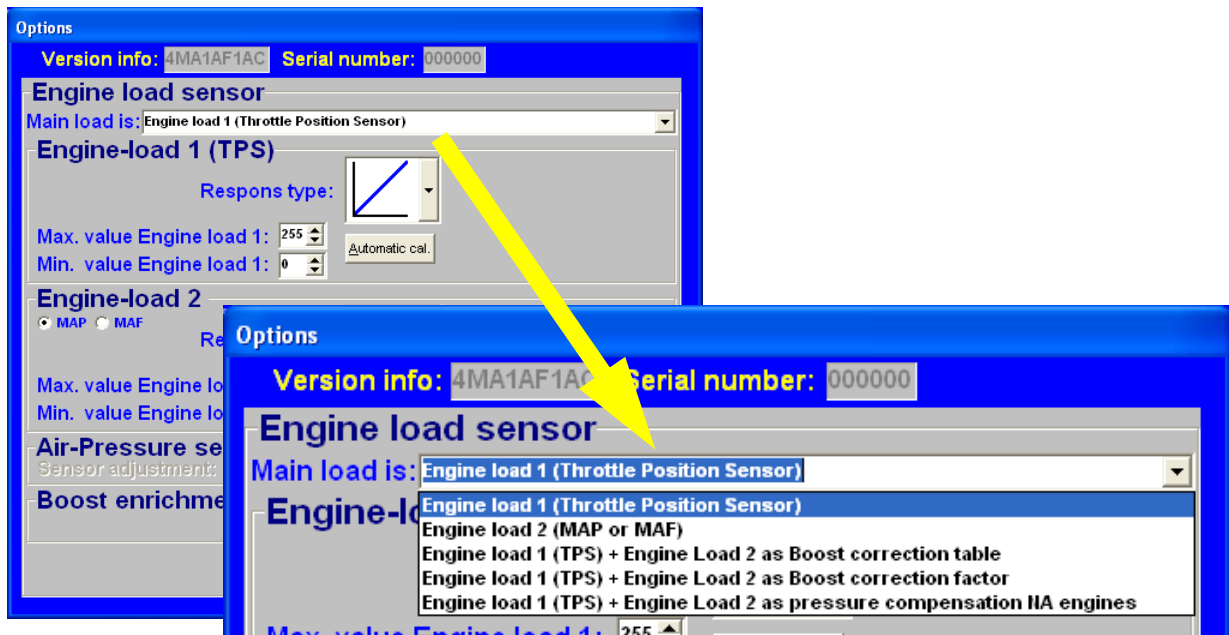 Options
Version info: 4MA1AF1AC Serial number: 000000
Engine load sensor
Main load is: Engine load 1 (Throttle Position Sensor)
Engine-load 1 (TPS)
Respons type:
Max. value Engine load 1: 255
Automatic cal.
Min. value Engine load 1: 0
Engine-load 2
MAP MAF
Re
Max. value Engine lo
Min. value Engine lo
Air-Pressure se
Sensor adjustment:
Boost enrichme
Options
Version info: 4MA1AF1AC Serial number: 000000
Engine load sensor
Main load is: Engine load 1 (Throttle Position Sensor)
Engine-lo
Engine load 1 (Throttle Position Sensor)
Engine load 2 (MAP or MAF)
Engine load 1 (TPS) + Engine Load 2 as Boost correction table
Engine load 1 (TPS) + Engine Load 2 as Boost correction factor
Engine load 1 (TPS) + Engine Load 2 as pressure compensation NA engines
Max. value Engine load 1: 255